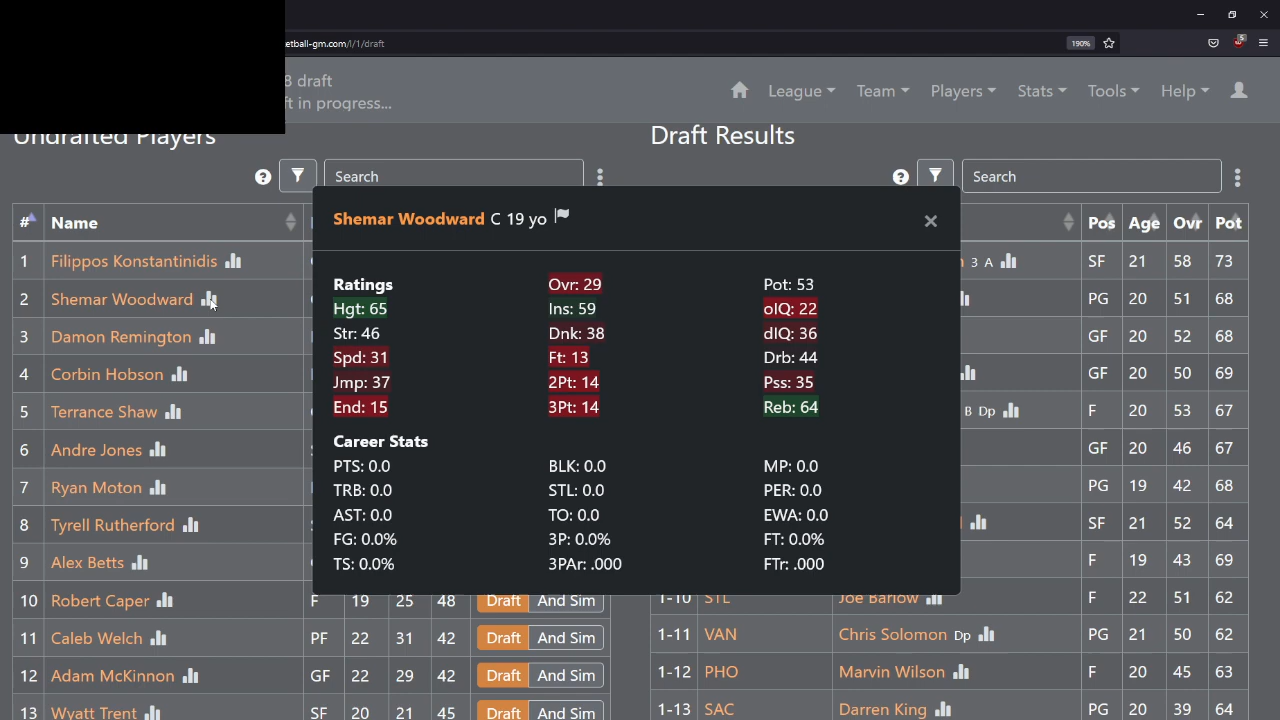 etball-gm.com/l/1/draft
190%
5
8 draft
ft in progress...
League
Team
Players
Stats
Tools
Help
Undrafted Players
Draft Results
? Search
? Search
# Name
Pos Age Ovr Pot
Shemar Woodward C 19 yo
×
Ratings Ovr: 29 Pot: 53
Hgt: 65 Ins: 59 oIQ: 22
Str: 46 Dnk: 38 dIQ: 36
Spd: 31 Ft: 13 Drb: 44
Jmp: 37 2Pt: 14 Pss: 35
End: 15 3Pt: 14 Reb: 64
Career Stats
PTS: 0.0 BLK: 0.0 MP: 0.0
TRB: 0.0 STL: 0.0 PER: 0.0
AST: 0.0 TO: 0.0 EWA: 0.0
FG: 0.0% 3P: 0.0% FT: 0.0%
TS: 0.0% 3PAr: .000 FTr: .000
1 Filippos Konstantinidis
2 Shemar Woodward
3 Damon Remington
4 Corbin Hobson
5 Terrance Shaw
6 Andre Jones
7 Ryan Moton
8 Tyrell Rutherford
9 Alex Betts
10 Robert Caper F 19 25 48 Draft And Sim
11 Caleb Welch PF 22 31 42 Draft And Sim
12 Adam McKinnon GF 22 29 42 Draft And Sim
13 Wyatt Trent SF 20 21 45 Draft And Sim
3 A SF 21 58 73
PG 20 51 68
GF 20 52 68
GF 20 50 69
B Dp F 20 53 67
GF 20 46 67
PG 19 42 68
SF 21 52 64
F 19 43 69
1-10 STL Joe Barlow F 22 51 62
1-11 VAN Chris Solomon Dp PG 21 50 62
1-12 PHO Marvin Wilson F 20 45 63
1-13 SAC Darren King PG 20 39 64